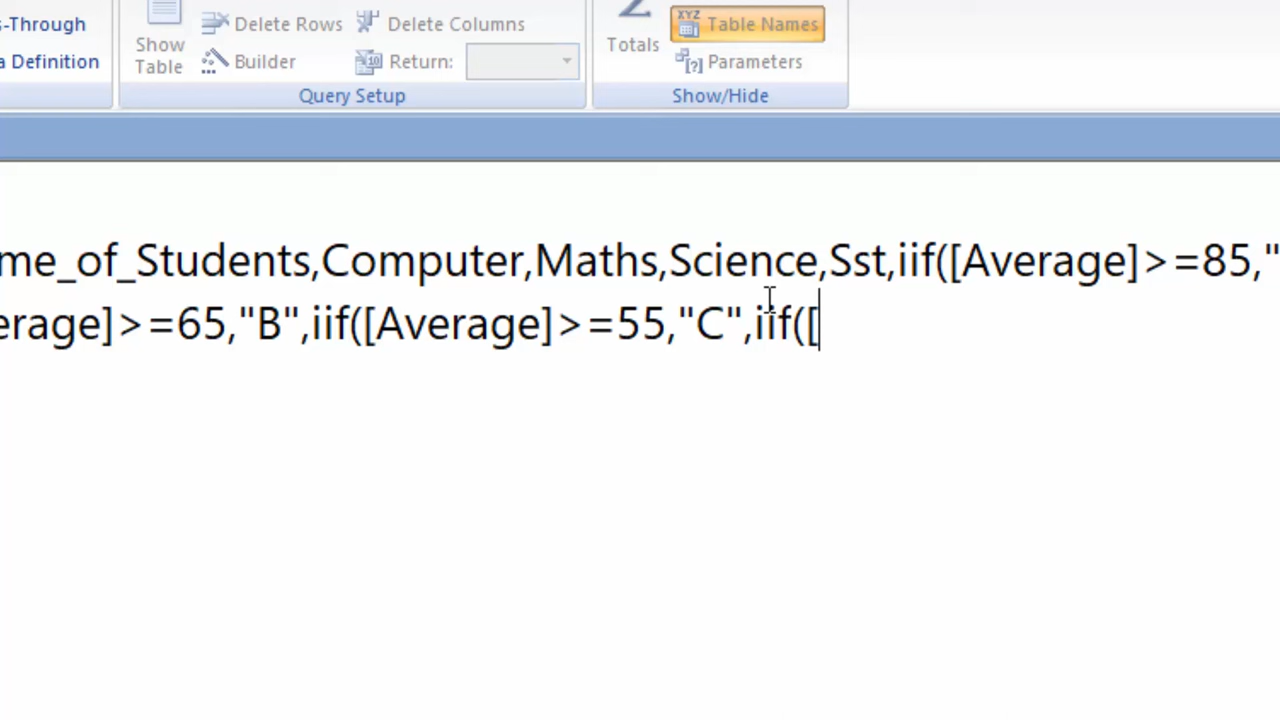 s-Through
a Definition
Show
Table
Delete Rows
Delete Columns
Builder
Return:
Query Setup
Totals
XYZ
Table Names
[?]
Parameters
Show/Hide
me_of_Students,Computer,Maths,Science,Sst,iif([Average]>=85,"
erage]>=65,"B",iif([Average]>=55,"C",iif([